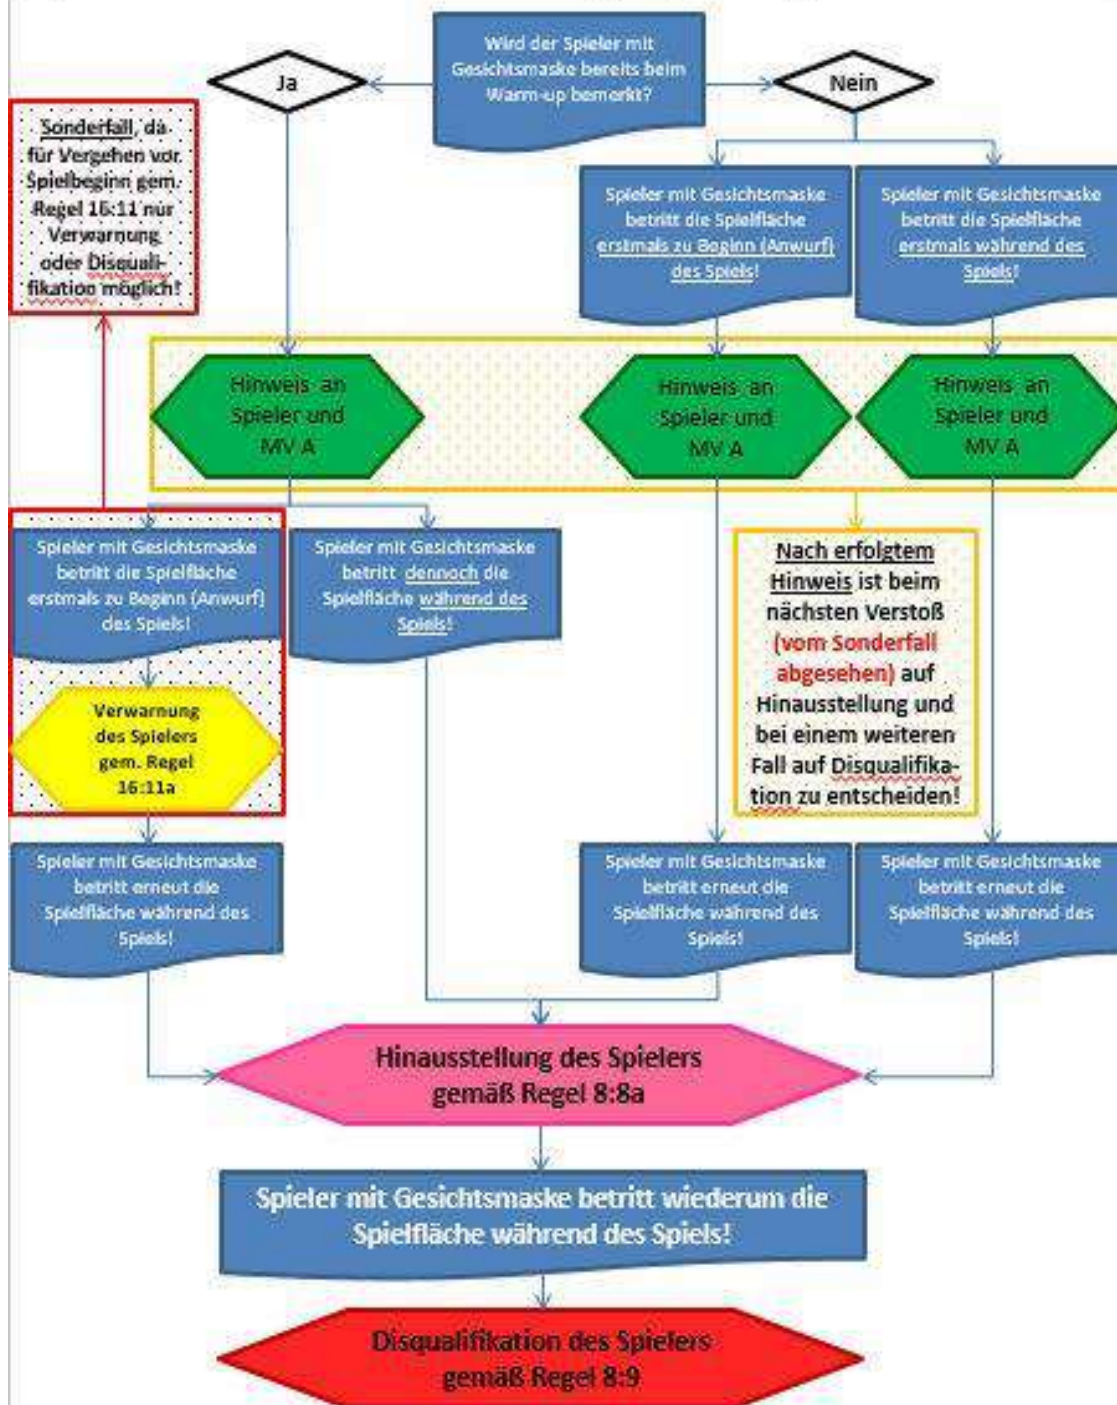 Wird der Spieler mit
Gesichtsmaske bereits beim
Warm-up bemerkt?
Ja
Nein
Sonderfall, da
für Vergehen vor
Spielbeginn gem.
Regel 16:11 nur
Verwarnung
oder Disquali-
fikation möglich!
Spieler mit Gesichtsmaske
betritt die Spielfläche
erstmals zu Beginn (Anwurf)
des Spiels!
Spieler mit Gesichtsmaske
betritt die Spielfläche
erstmals während des
Spiels!
Hinweis an
Spieler und
MV A
Hinweis an
Spieler und
MV A
Hinweis an
Spieler und
MV A
Spieler mit Gesichtsmaske
betritt die Spielfläche
erstmals zu Beginn (Anwurf)
des Spiels!
Spieler mit Gesichtsmaske
betritt dennoch die
Spielfläche während des
Spiels!
Nach erfolgtem
Hinweis ist beim
nächsten Verstoß
(vom Sonderfall
abgesehen) auf
Hinausstellung und
bei einem weiteren
Fall auf Disqualifika-
tion zu entscheiden!
Verwarnung
des Spielers
gem. Regel
16:11a
Spieler mit Gesichtsmaske
betritt erneut die
Spielfläche während des
Spiels!
Spieler mit Gesichtsmaske
betritt erneut die
Spielfläche während des
Spiels!
Spieler mit Gesichtsmaske
betritt erneut die
Spielfläche während des
Spiels!
Hinausstellung des Spielers
gemäß Regel 8:8a
Spieler mit Gesichtsmaske betritt wiederum die
Spielfläche während des Spiels!
Disqualifikation des Spielers
gemäß Regel 8:9